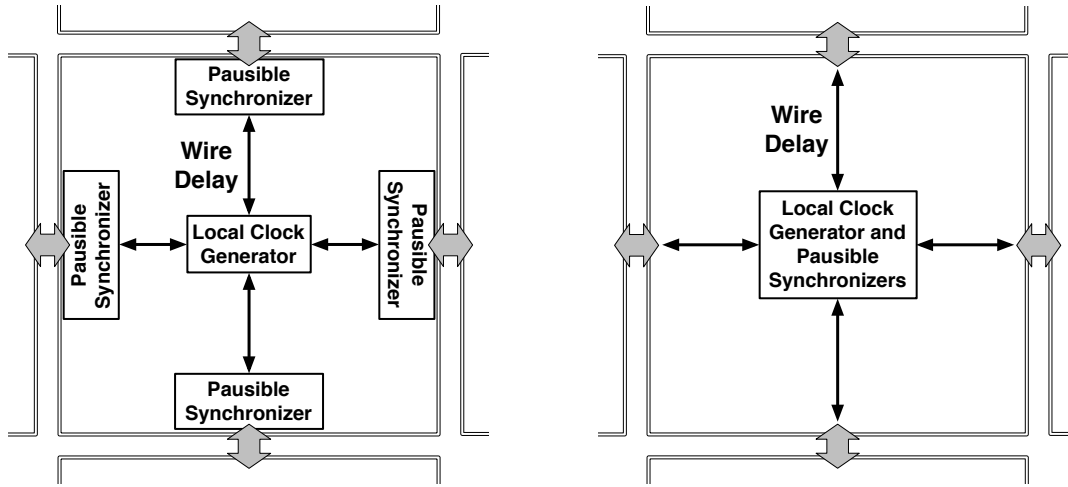 Pausible
Synchronizer
Wire
Delay
Pausible
Synchronizer
Local Clock
Generator
Pausible
Synchronizer
Pausible
Synchronizer
Wire
Delay
Local Clock
Generator and
Pausible
Synchronizers